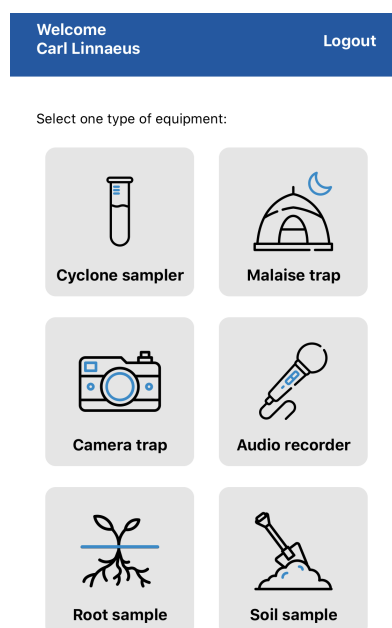 Welcome
Carl Linnaeus
Logout
Select one type of equipment:
Cyclone sampler
Malaise trap
Camera trap
Audio recorder
Root sample
Soil sample